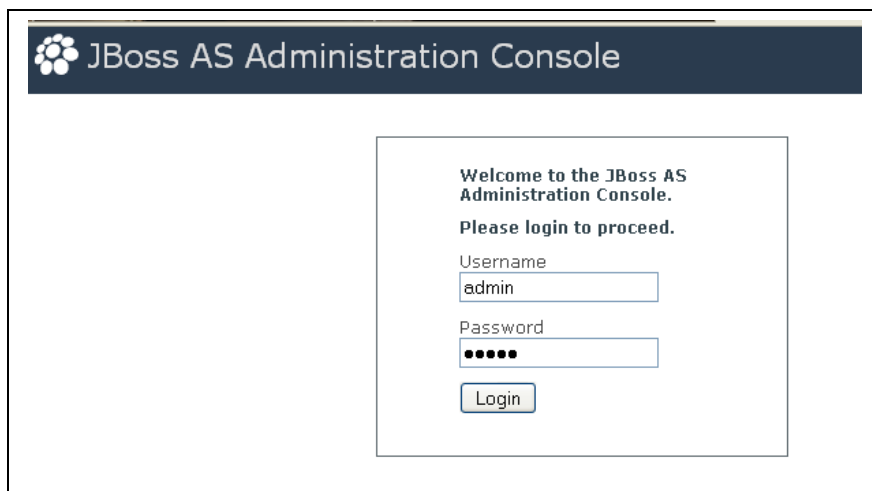 JBoss AS Administration Console
Welcome to the JBoss AS
Administration Console.
Please login to proceed.
Username
admin
Password
●●●●●
Login